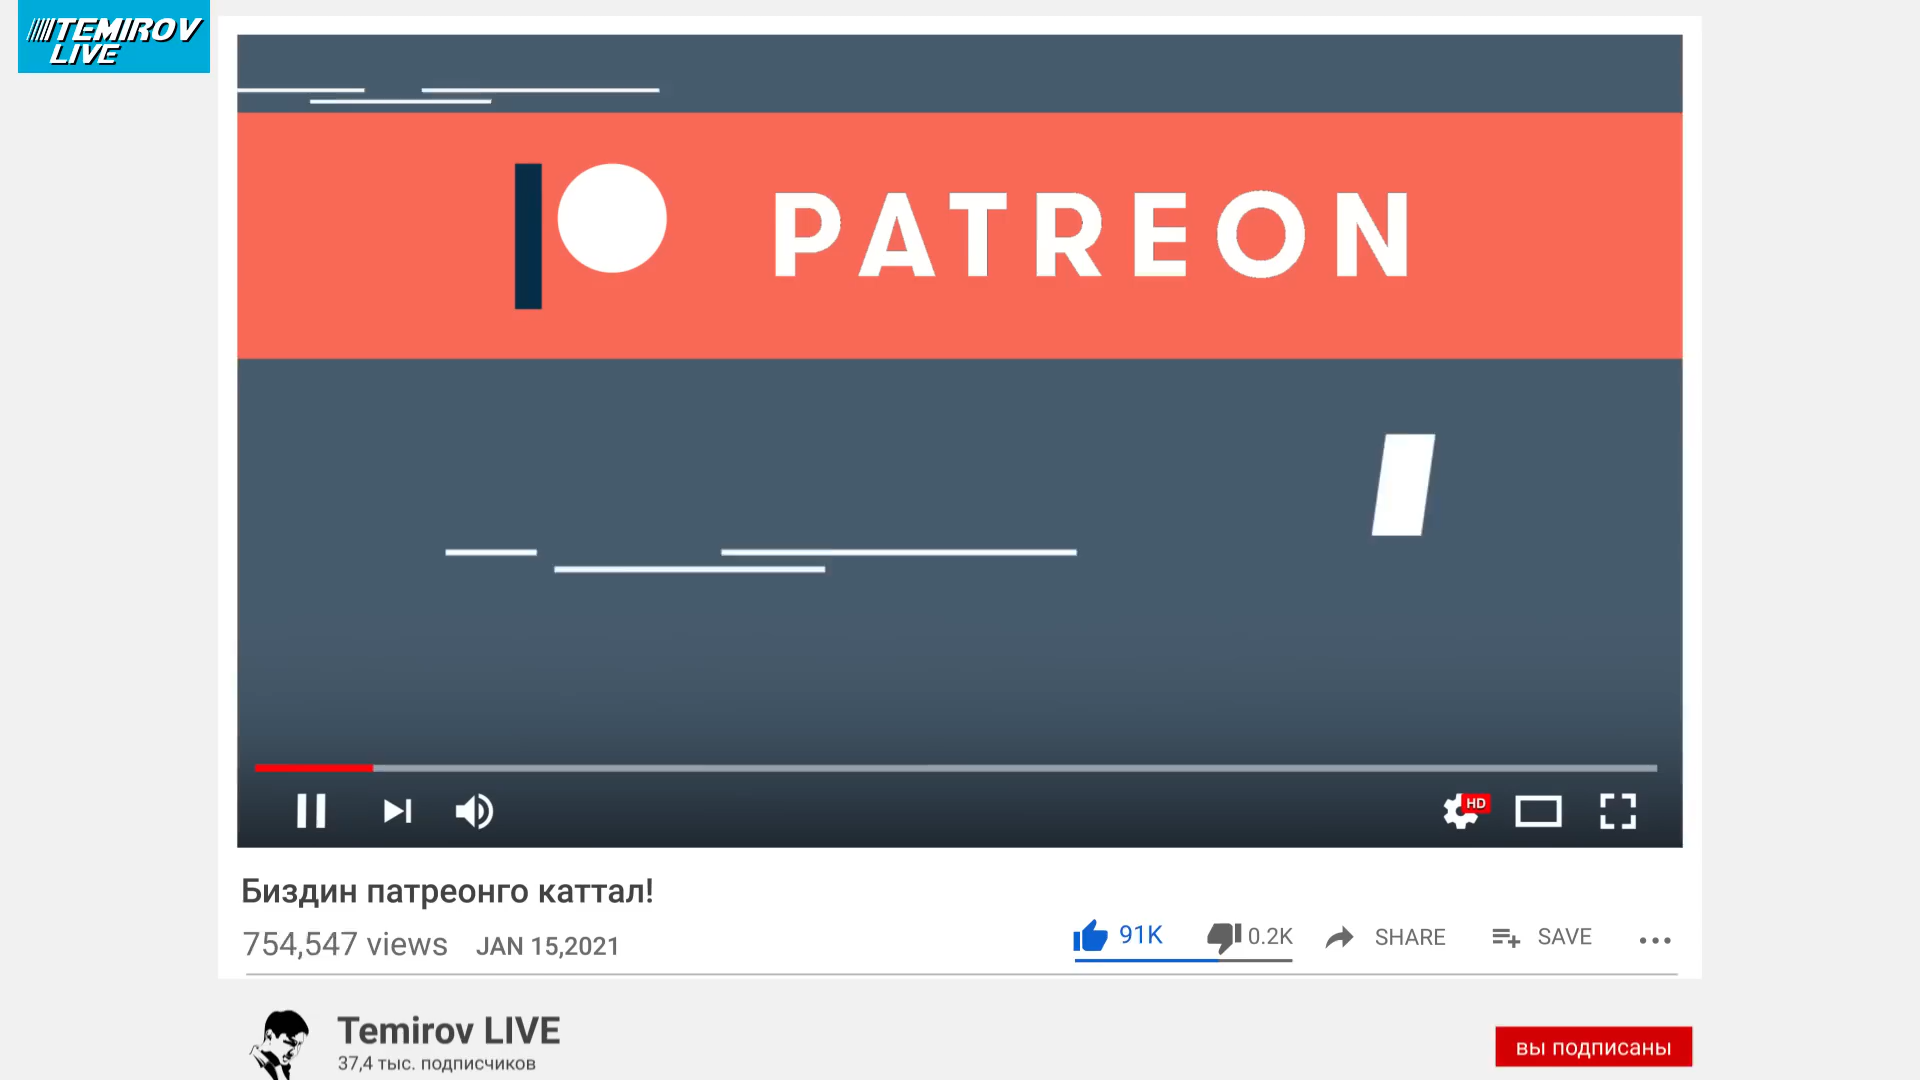 TEMIROV
LIVE
PATREON
HD
Биздин патреонго каттал!
754,547 views JAN 15,2021
91K 0.2K SHARE SAVE
Temirov LIVE
37,4 тыс. подписчиков
вы подписаны